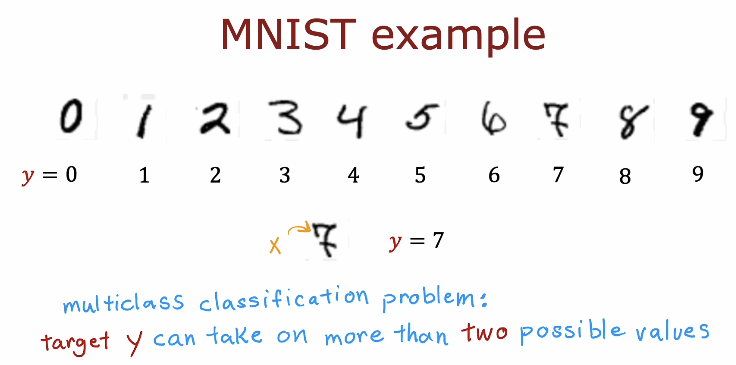 MNIST example
0 1 2 3 4 5 6 7 8 9
y = 0 1 2 3 4 5 6 7 8 9
x 7 y = 7
multiclass classification problem:
target y can take on more than two possible values